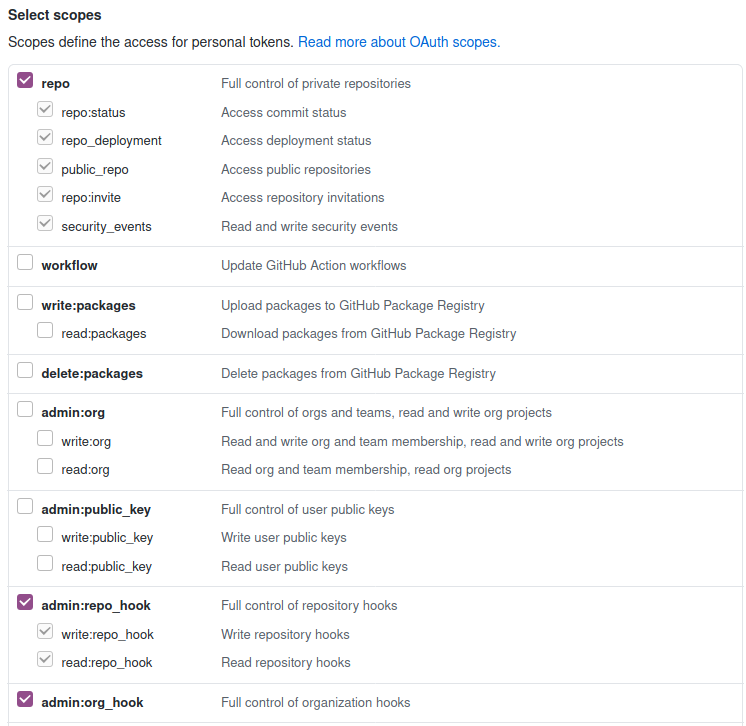 Select scopes
Scopes define the access for personal tokens. Read more about OAuth scopes.
repo Full control of private repositories
repo:status Access commit status
repo_deployment Access deployment status
public_repo Access public repositories
repo:invite Access repository invitations
security_events Read and write security events
workflow Update GitHub Action workflows
write:packages Upload packages to GitHub Package Registry
read:packages Download packages from GitHub Package Registry
delete:packages Delete packages from GitHub Package Registry
admin:org Full control of orgs and teams, read and write org projects
write:org Read and write org and team membership, read and write org projects
read:org Read org and team membership, read org projects
admin:public_key Full control of user public keys
write:public_key Write user public keys
read:public_key Read user public keys
admin:repo_hook Full control of repository hooks
write:repo_hook Write repository hooks
read:repo_hook Read repository hooks
admin:org_hook Full control of organization hooks